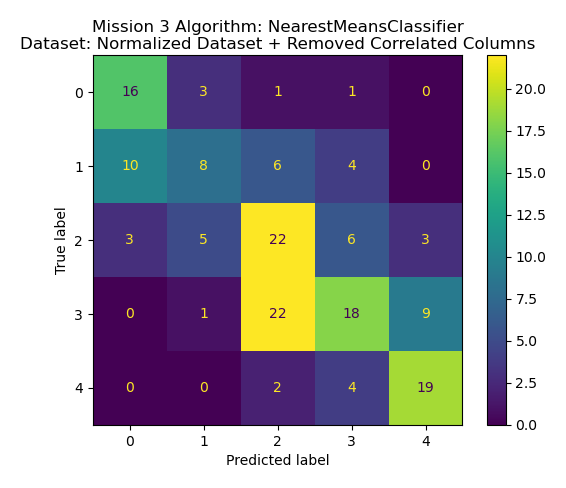 Mission 3 Algorithm: NearestMeansClassifier
Dataset: Normalized Dataset + Removed Correlated Columns
True label
0 16 3 1 1 0
1 10 8 6 4 0
2 3 5 22 6 3
3 0 1 22 18 9
4 0 0 2 4 19
0 1 2 3 4
Predicted label
20.0
17.5
15.0
12.5
10.0
7.5
5.0
2.5
0.0